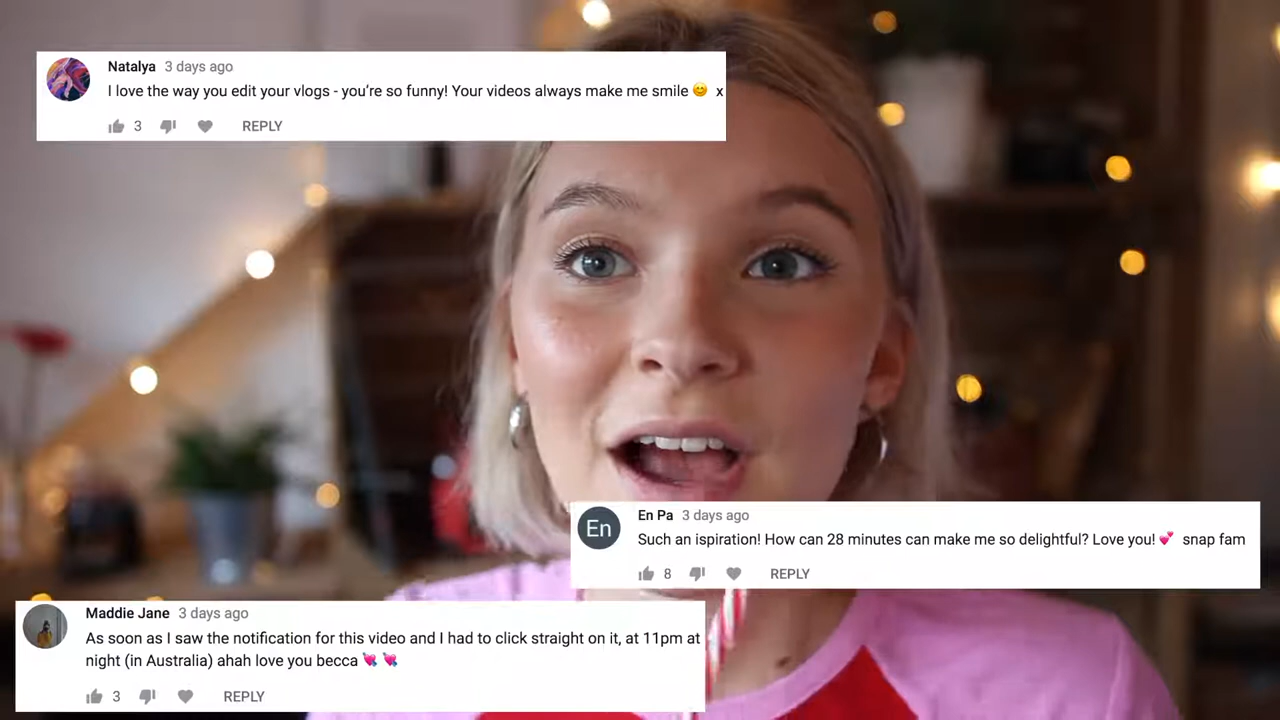 Natalya 3 days ago
I love the way you edit your vlogs - you're so funny! Your videos always make me smile 😊 x
3 REPLY
En
En Pa 3 days ago
Such an ispiration! How can 28 minutes can make me so delightful? Love you! 💕 snap fam
8 REPLY
Maddie Jane 3 days ago
As soon as I saw the notification for this video and I had to click straight on it, at 11pm at
night (in Australia) ahah love you becca 💘 💘
3 REPLY